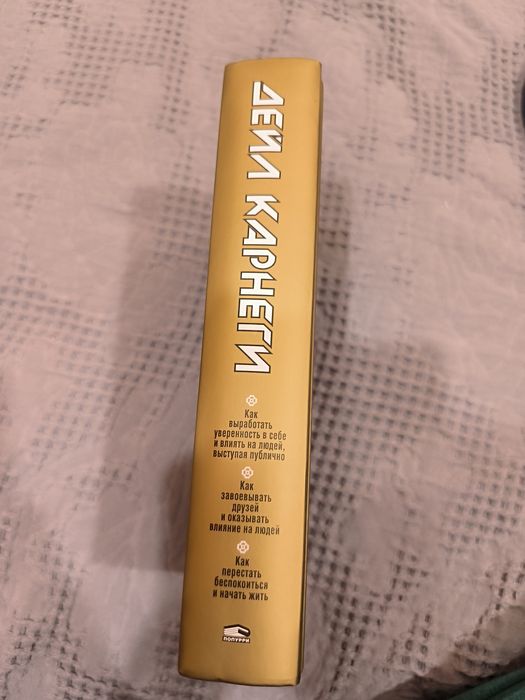 ДЕЙЛ КАРНЕГИ
Как
выработать
уверенность в себе
и влиять на людей,
выступая публично
Как
завоевывать
друзей
и оказывать
влияние на людей
Как
перестать
беспокоиться
и начать жить
ПОПУРРИ